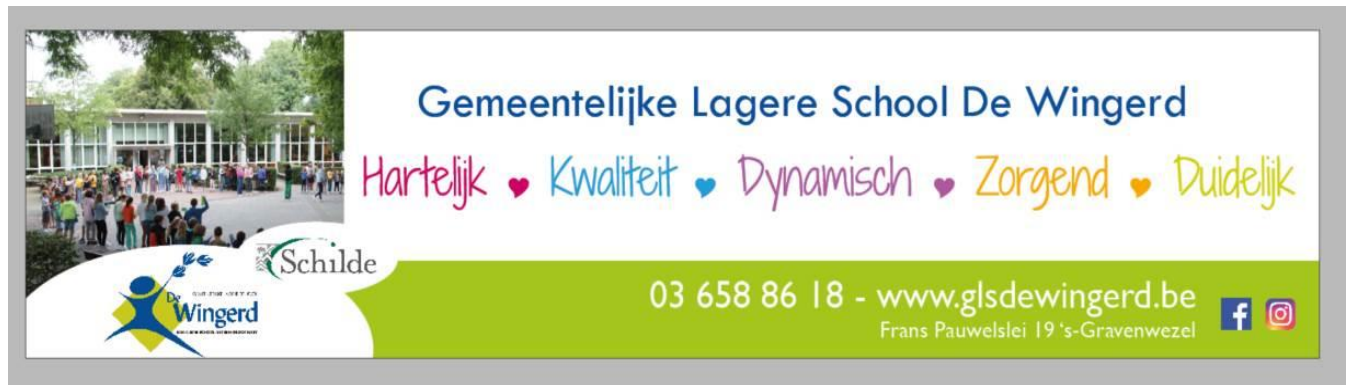 Gemeentelijke Lagere School De Wingerd
Hartelijk Kwaliteit Dynamisch Zorgend Duidelijk
Schilde
De
Wingerd
03 658 86 18 - www.glsdewingerd.be
Frans Pauwelslei 19 's-Gravenwezel